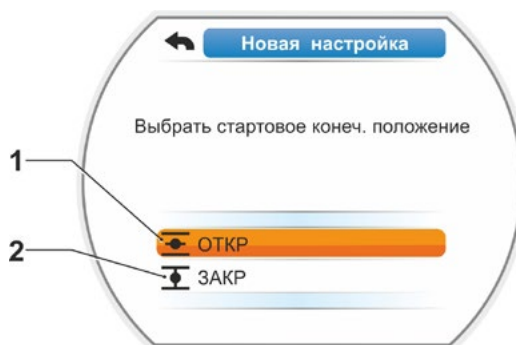 Новая настройка
Выбрать стартовое конеч. положение
1
ОТКР
2
ЗАКР